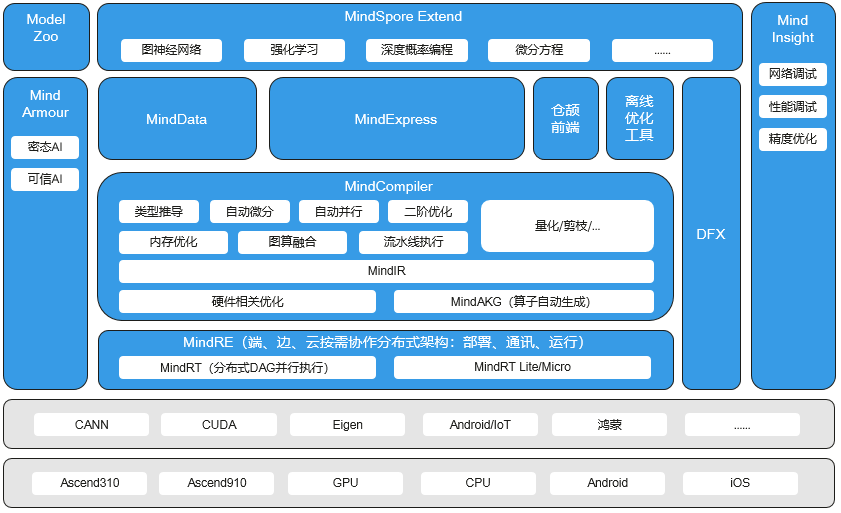 Model
Zoo
MindSpore Extend
图神经网络
强化学习
深度概率编程
微分方程
......
Mind
Insight
网络调试
性能调试
精度优化
Mind
Armour
密态AI
可信AI
MindData
MindExpress
仓颉
前端
离线
优化
工具
DFX
MindCompiler
类型推导
自动微分
自动并行
二阶优化
量化/剪枝/...
内存优化
图算融合
流水线执行
MindIR
硬件相关优化
MindAKG（算子自动生成）
MindRE（端、边、云按需协作分布式架构：部署、通讯、运行）
MindRT（分布式DAG并行执行）
MindRT Lite/Micro
CANN
CUDA
Eigen
Android/IoT
鸿蒙
......
Ascend310
Ascend910
GPU
CPU
Android
iOS